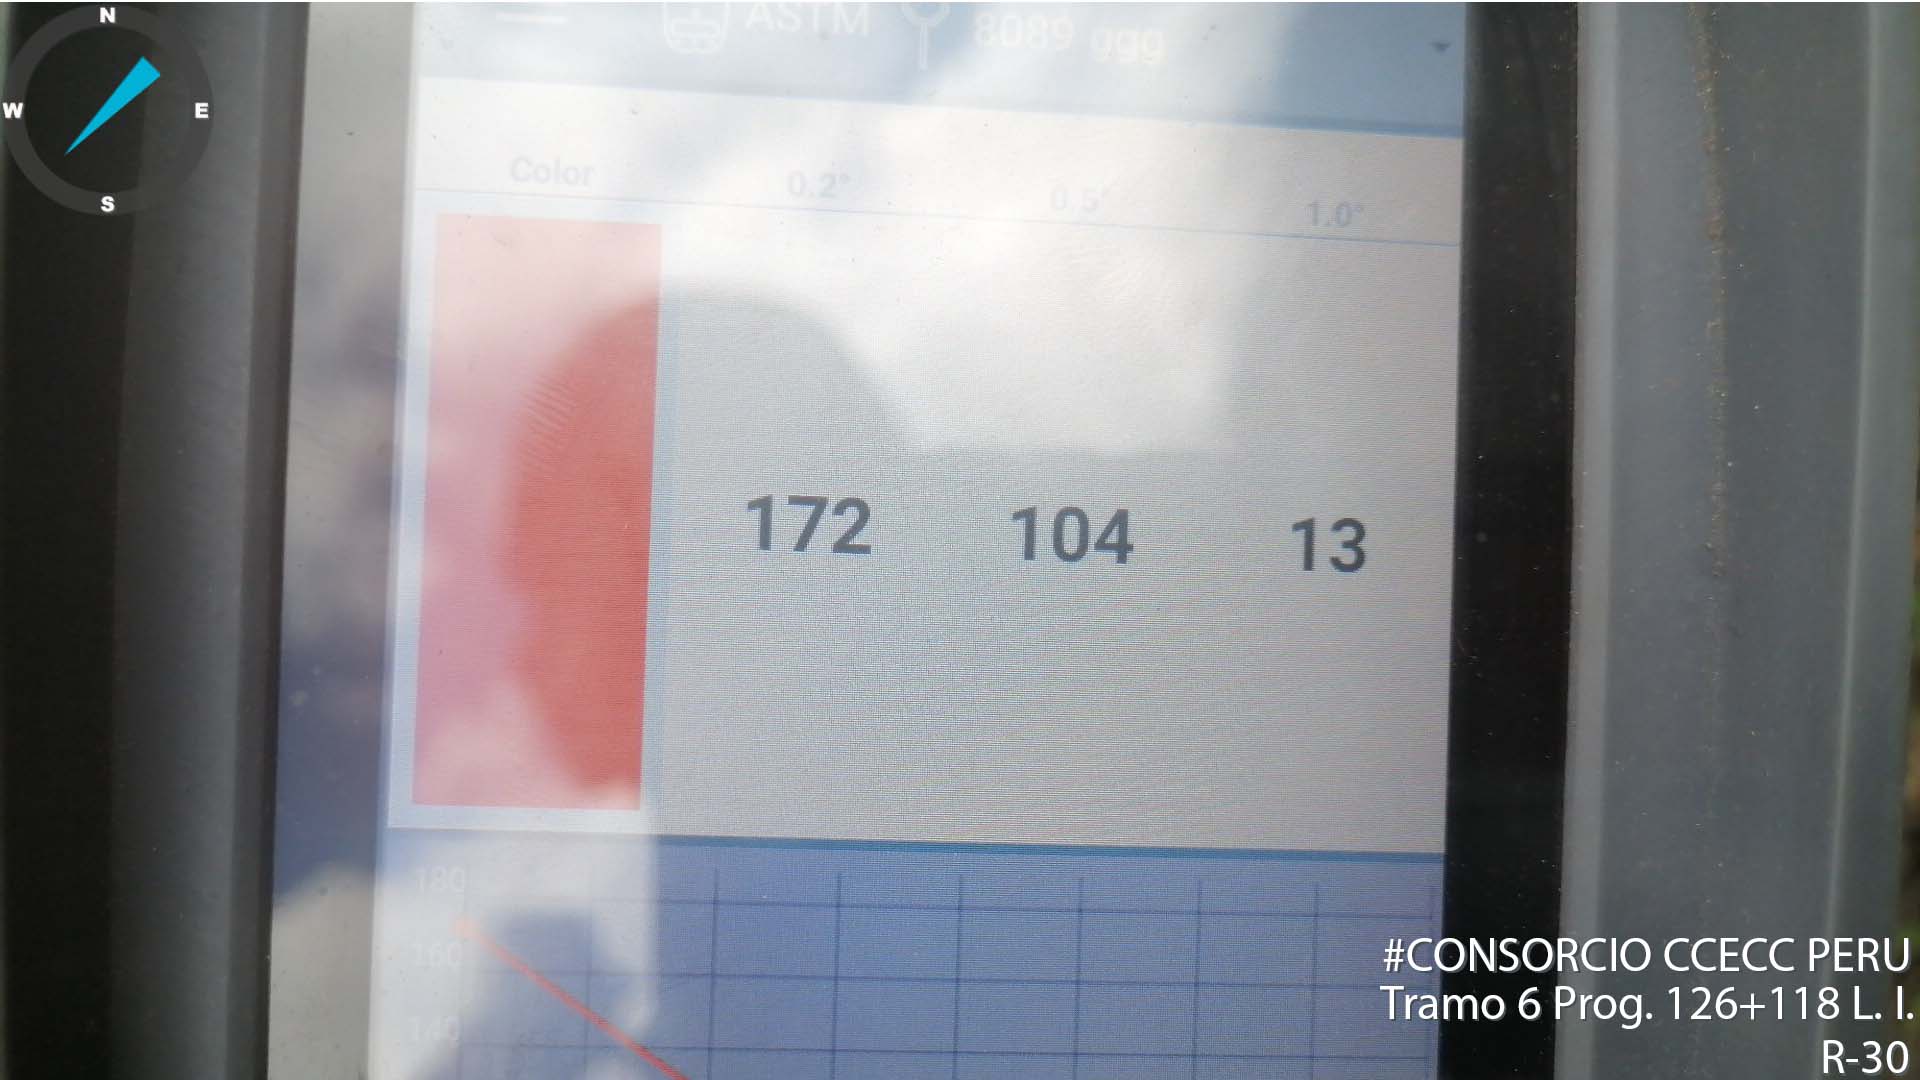 N
W E
S
ASTM 8089 ggg
Color 0.2° 0.5° 1.0°
172 104 13
180
160
140
#CONSORCIO CCECC PERU
Tramo 6 Prog. 126+118 L. I.
R-30